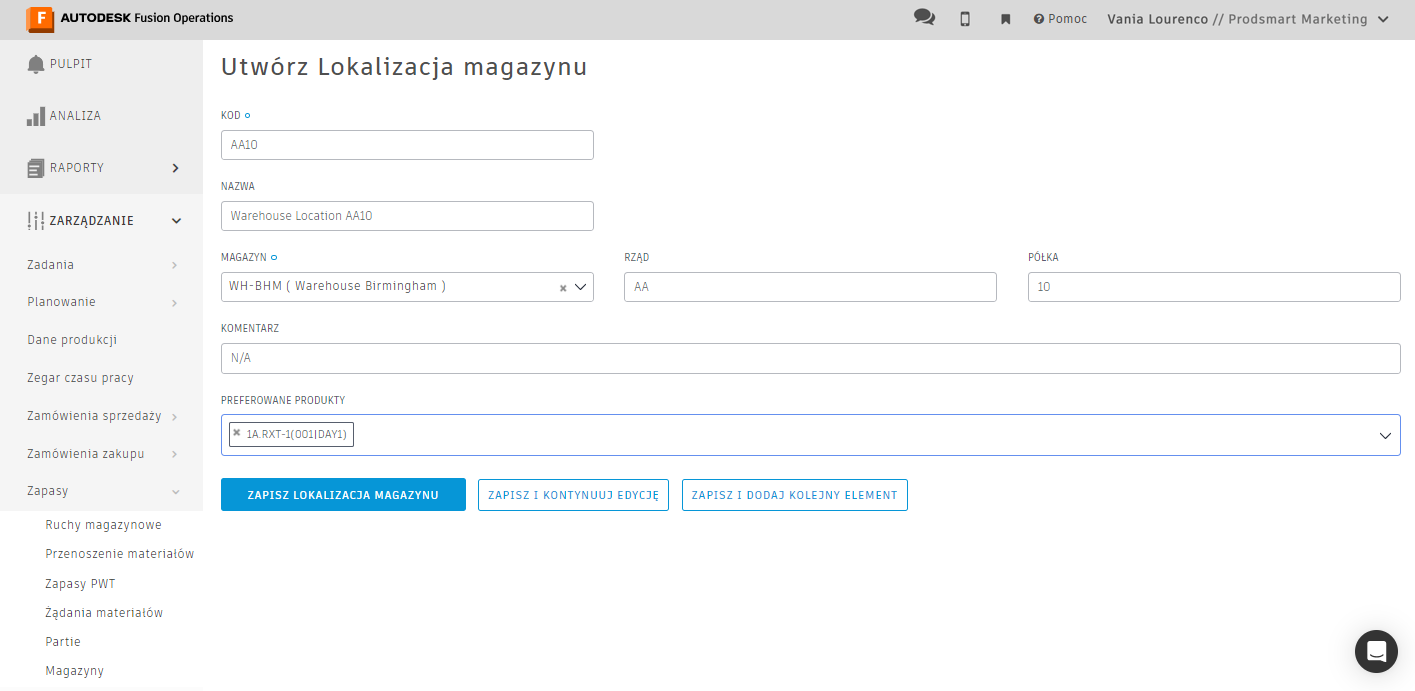 F AUTODESK Fusion Operations
Pomoc
Vania Lourenco // Prodsmart Marketing
PULPIT
ANALIZA
RAPORTY
ZARZĄDZANIE
Zadania
Planowanie
Dane produkcji
Zegar czasu pracy
Zamówienia sprzedaży
Zamówienia zakupu
Zapasy
Ruchy magazynowe
Przenoszenie materiałów
Zapasy PWT
Żądania materiałów
Partie
Magazyny
Utwórz Lokalizacja magazynu
KOD
AA10
NAZWA
Warehouse Location AA10
MAGAZYN
WH-BHM ( Warehouse Birmingham )
RZĄD
AA
PÓŁKA
10
KOMENTARZ
N/A
PREFEROWANE PRODUKTY
1A.RXT-1(001|DAY1)
ZAPISZ LOKALIZACJA MAGAZYNU
ZAPISZ I KONTYNUUJ EDYCJĘ
ZAPISZ I DODAJ KOLEJNY ELEMENT